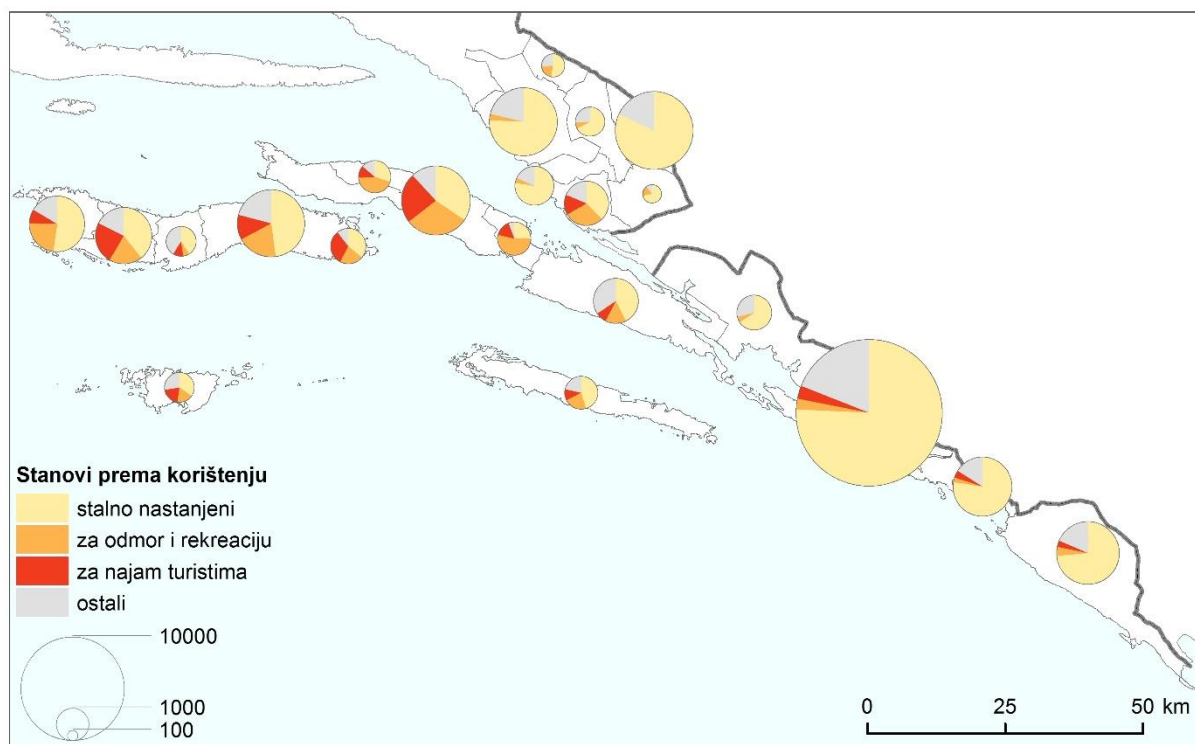 Stanovi prema korištenju
stalno nastanjeni
za odmor i rekreaciju
za najam turistima
ostali
10000
1000
100
0 25 50 km